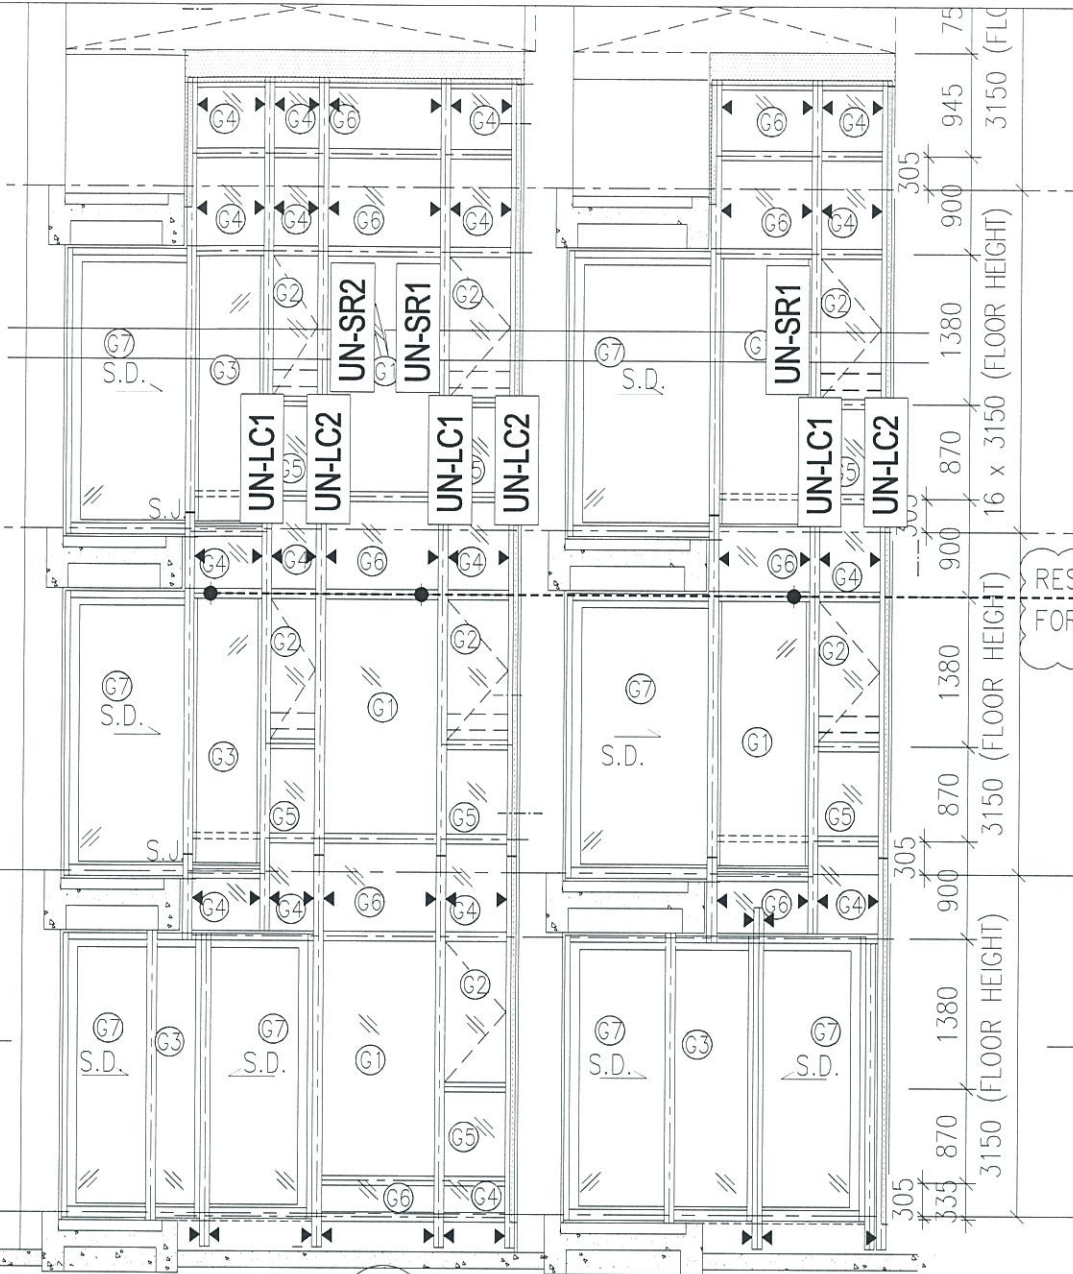 75
3150 (FLO
G4 G4 G6 G4 G6 G4
945
305
G4 G4 G6 G4 G6 G4
900
G2 UN-SR2 UN-SR1 G2 UN-SR1 G2
G7 S.D. G3 G1 G7 S.D. G
1380
16 x 3150 (FLOOR HEIGHT)
UN-LC1 UN-LC2 UN-LC1 UN-LC2 UN-LC1 UN-LC2
G5 5 G5
870
S.J.
305
G4 G4 G6 G4 G6 G4
900
RES
FOR
G2 G2 G2
G7 S.D. G1 G7 S.D.
G3 G1
1380
3150 (FLOOR HEIGHT)
G5 G5 G5
870
S.J.
305
G4 G4 G6 G4 G6 G4
900
G2
G7 S.D. G3 G7 S.D. G1 G7 S.D. G3 G7 S.D.
1380
3150 (FLOOR HEIGHT)
G5
870
G6 G4
305
335